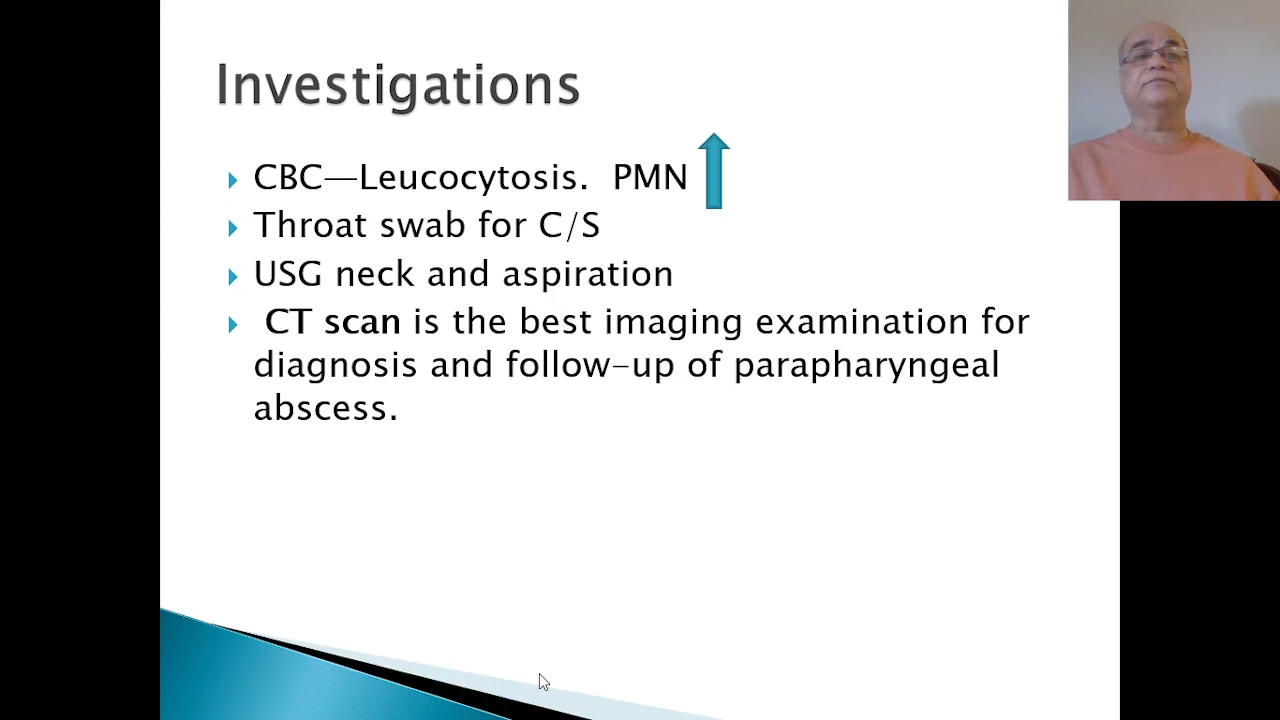 Investigations
CBC—Leucocytosis.  PMN
Throat swab for C/S
USG neck and aspiration
CT scan is the best imaging examination for
diagnosis and follow-up of parapharyngeal
abscess.